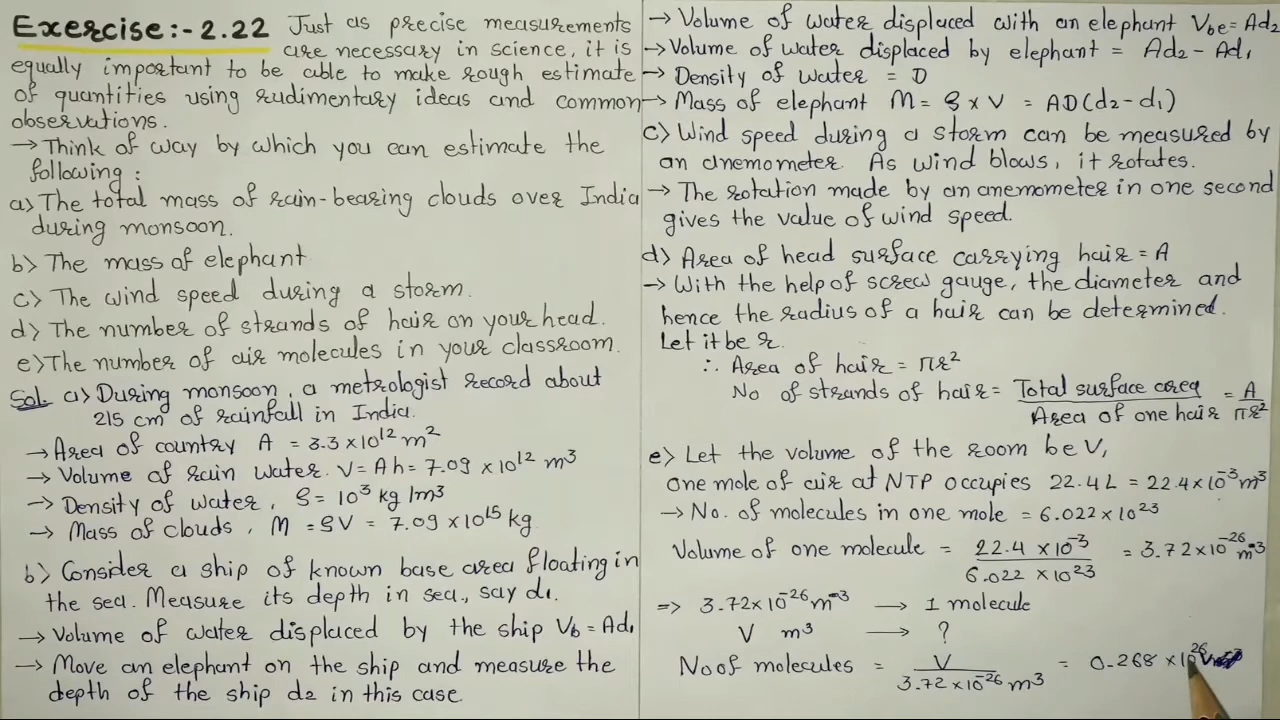 Exercise:- 2.22 Just as precise measurements
are necessary in science, it is
equally important to be able to make rough estimate
of quantities using rudimentary ideas and common
observations.
→ Think of way by which you can estimate the
following :
a) The total mass of rain-bearing clouds over India
during monsoon.
b) The mass of elephant
c) The wind speed during a storm.
d) The number of strands of hair on your head.
e) The number of air molecules in your classroom.
Sol. a) During monsoon, a metrologist record about
215 cm of rainfall in India.
→ Area of country A = 3.3 x 10¹² m²
→ Volume of rain water. V = Ah = 7.09 x 10¹² m³
→ Density of water, ρ = 10³ kg/m³
→ Mass of clouds, M = ρV = 7.09 x 10¹⁵ kg
b) Consider a ship of known base area floating in
the sea. Measure its depth in sea, say d₁.
→ Volume of water displaced by the ship V_b = Ad₁
→ Move an elephant on the ship and measure the
depth of the ship d₂ in this case.
→ Volume of water displaced with an elephant V_be = Ad₂
→ Volume of water displaced by elephant = Ad₂ - Ad₁
→ Density of water = D
→ Mass of elephant M = ρ x V = AD(d₂ - d₁)
c) Wind speed during a storm can be measured by
an anemometer. As wind blows, it rotates.
→ The rotation made by an anemometer in one second
gives the value of wind speed.
d) Area of head surface carrying hair = A
→ With the help of screw gauge, the diameter and
hence the radius of a hair can be determined.
Let it be r.
∴ Area of hair = πr²
No of strands of hair = Total surface area / Area of one hair = A / πr²
e) Let the volume of the room be V,
One mole of air at NTP occupies 22.4 L = 22.4 x 10⁻³ m³
→ No. of molecules in one mole = 6.022 x 10²³
Volume of one molecule = 22.4 x 10⁻³ / 6.022 x 10²³ = 3.72 x 10⁻²⁶ m⁻³
⇒ 3.72 x 10⁻²⁶ m⁻³ → 1 molecule
V m³ → ?
No of molecules = V / 3.72 x 10⁻²⁶ m³ = 0.268 x 10²⁶ V